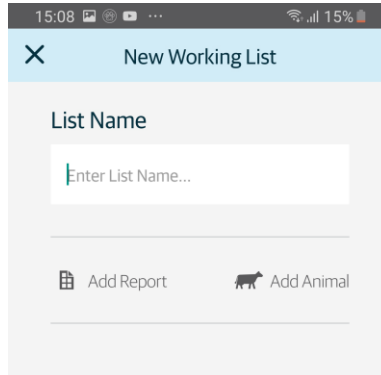 15:08 ... 15%
New Working List
List Name
Enter List Name...
Add Report Add Animal